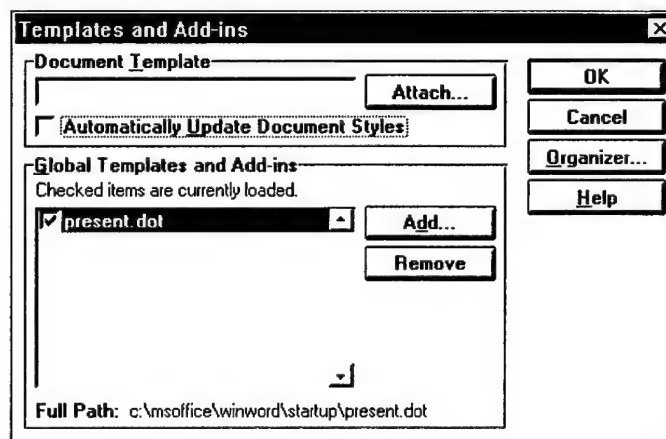 Templates and Add-ins
Document Template
Attach...
Automatically Update Document Styles
Global Templates and Add-ins
Checked items are currently loaded.
present.dot
Add...
Remove
Full Path: c:\msoffice\winword\startup\present.dot
OK
Cancel
Organizer...
Help